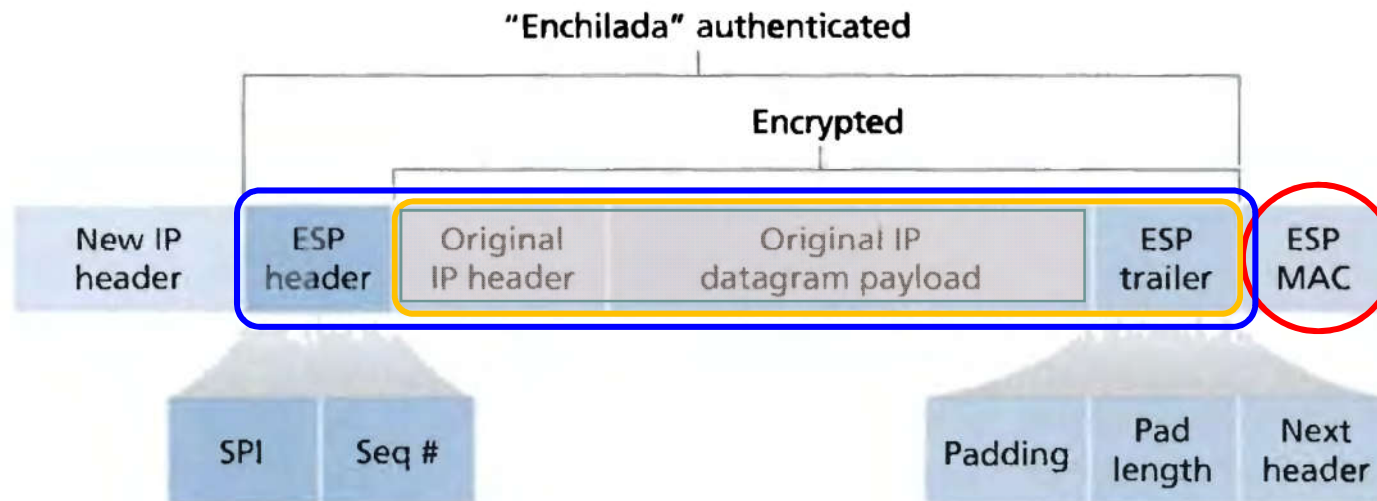 “Enchilada” authenticated
Encrypted
New IP
header
ESP
header
Original
IP header
Original IP
datagram payload
ESP
trailer
ESP
MAC
SPI
Seq #
Padding
Pad
length
Next
header